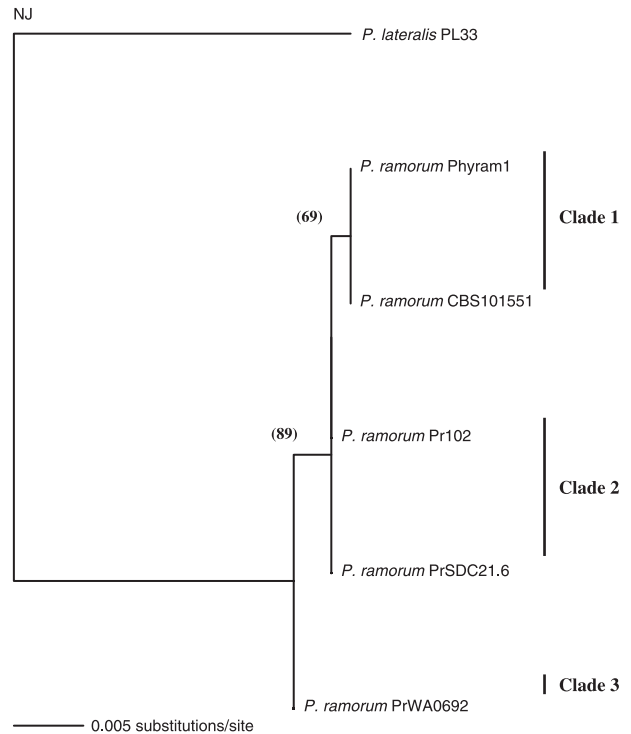 NJ
P. lateralis PL33
P. ramorum Phyram1
(69)
Clade 1
P. ramorum CBS101551
(89)
P. ramorum Pr102
Clade 2
P. ramorum PrSDC21.6
Clade 3
P. ramorum PrWA0692
0.005 substitutions/site